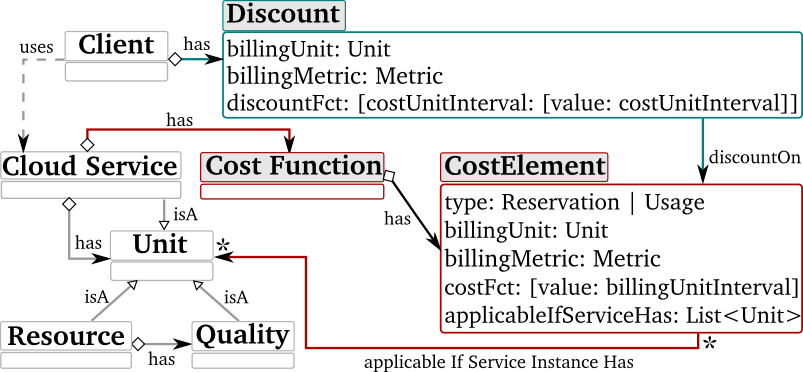 Discount
Client
uses
has
billingUnit: Unit
billingMetric: Metric
discountFct: [costUnitInterval: [value: costUnitInterval]]
has
Cloud Service
Cost Function
CostElement
discountOn
isA
has
has
type: Reservation | Usage
billingUnit: Unit
billingMetric: Metric
costFct: [value: billingUnitInterval]
applicableIfServiceHas: List<Unit>
Unit
*
isA
isA
Resource
has
Quality
*
applicable If Service Instance Has